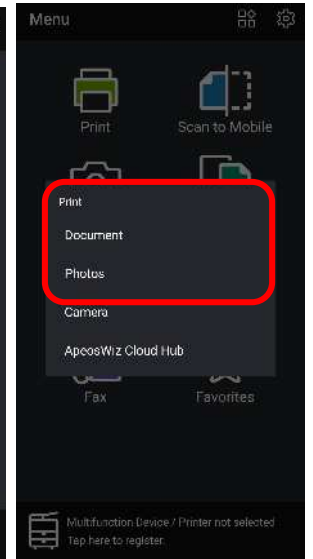 Menu
Print
Scan to Mobile
Print
Document
Photos
Camera
ApeosWiz Cloud Hub
Fax
Favorites
Multifunction Device / Printer not selected
Tap here to register.